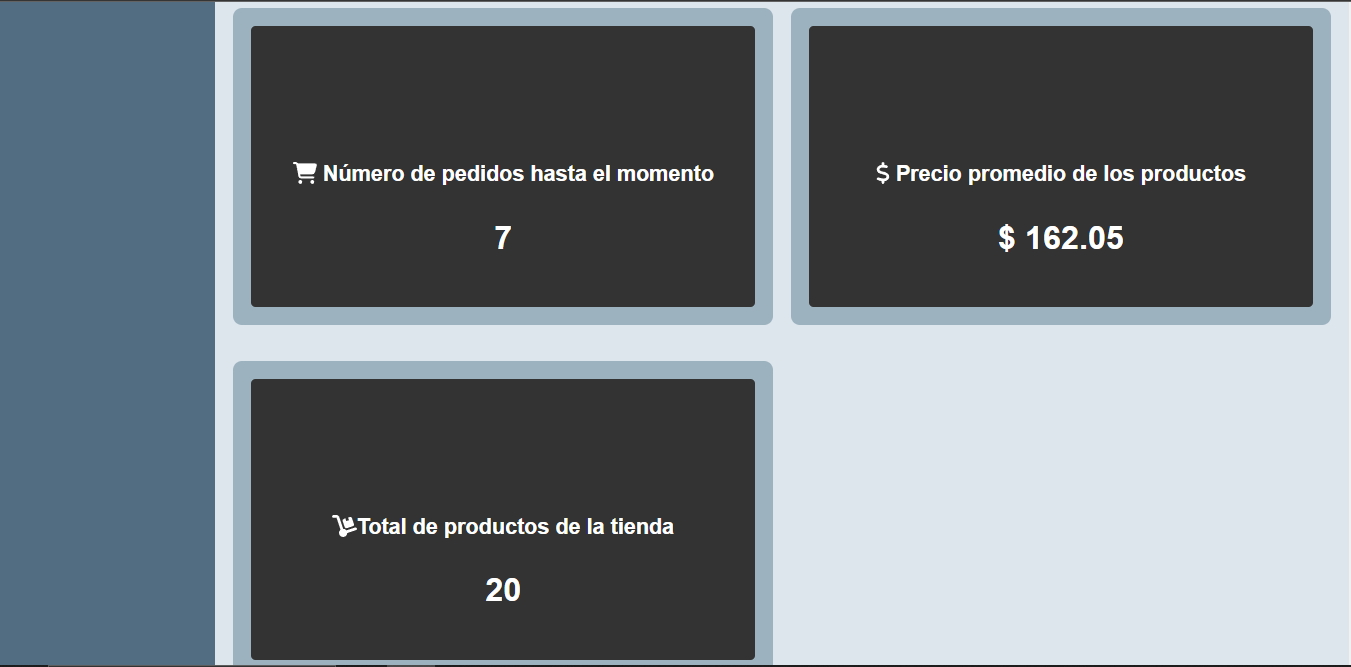 Número de pedidos hasta el momento
7
$ Precio promedio de los productos
$ 162.05
Total de productos de la tienda
20